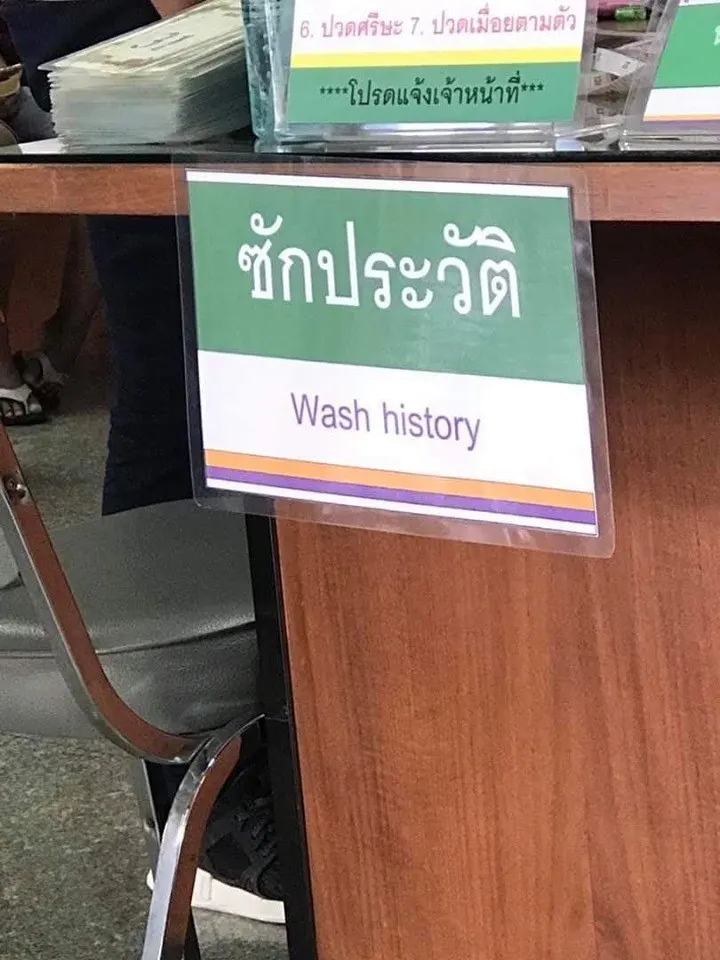 6. ปวดศรีษะ 7. ปวดเมื่อยตามตัว
****โปรดแจ้งเจ้าหน้าที่***
ซักประวัติ
Wash history